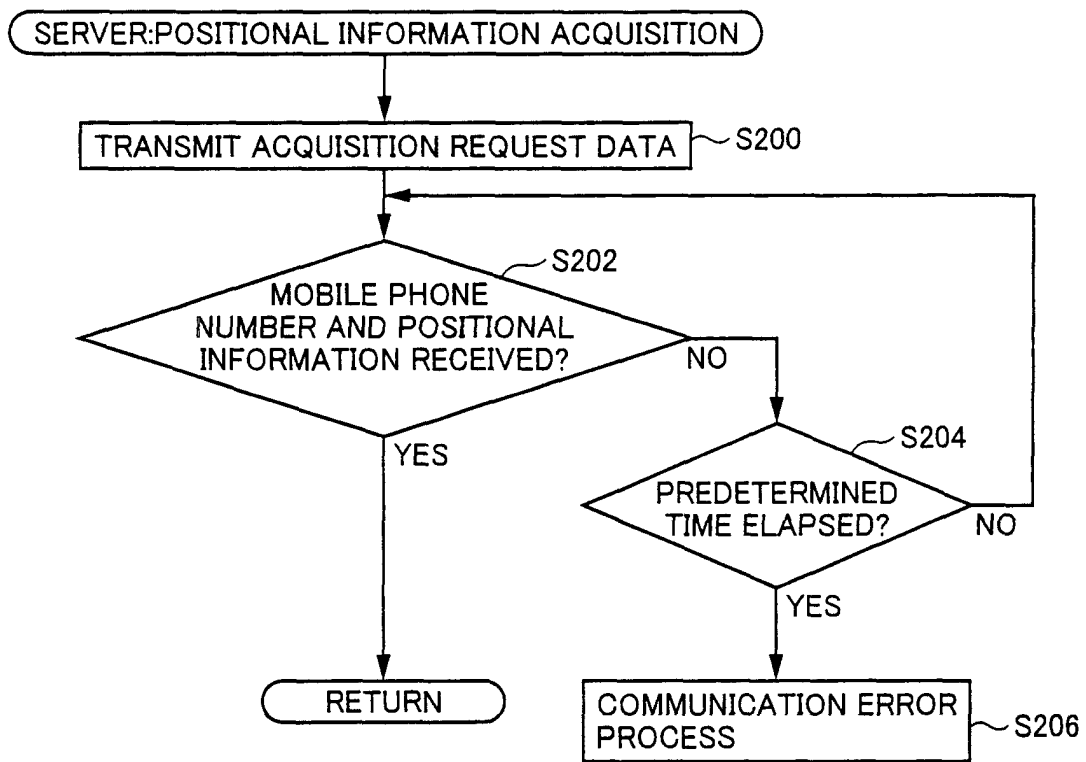 SERVER:POSITIONAL INFORMATION ACQUISITION
TRANSMIT ACQUISITION REQUEST DATA
S200
S202
MOBILE PHONE
NUMBER AND POSITIONAL
INFORMATION RECEIVED?
NO
YES
S204
PREDETERMINED
TIME ELAPSED?
NO
YES
RETURN
COMMUNICATION ERROR
PROCESS
S206